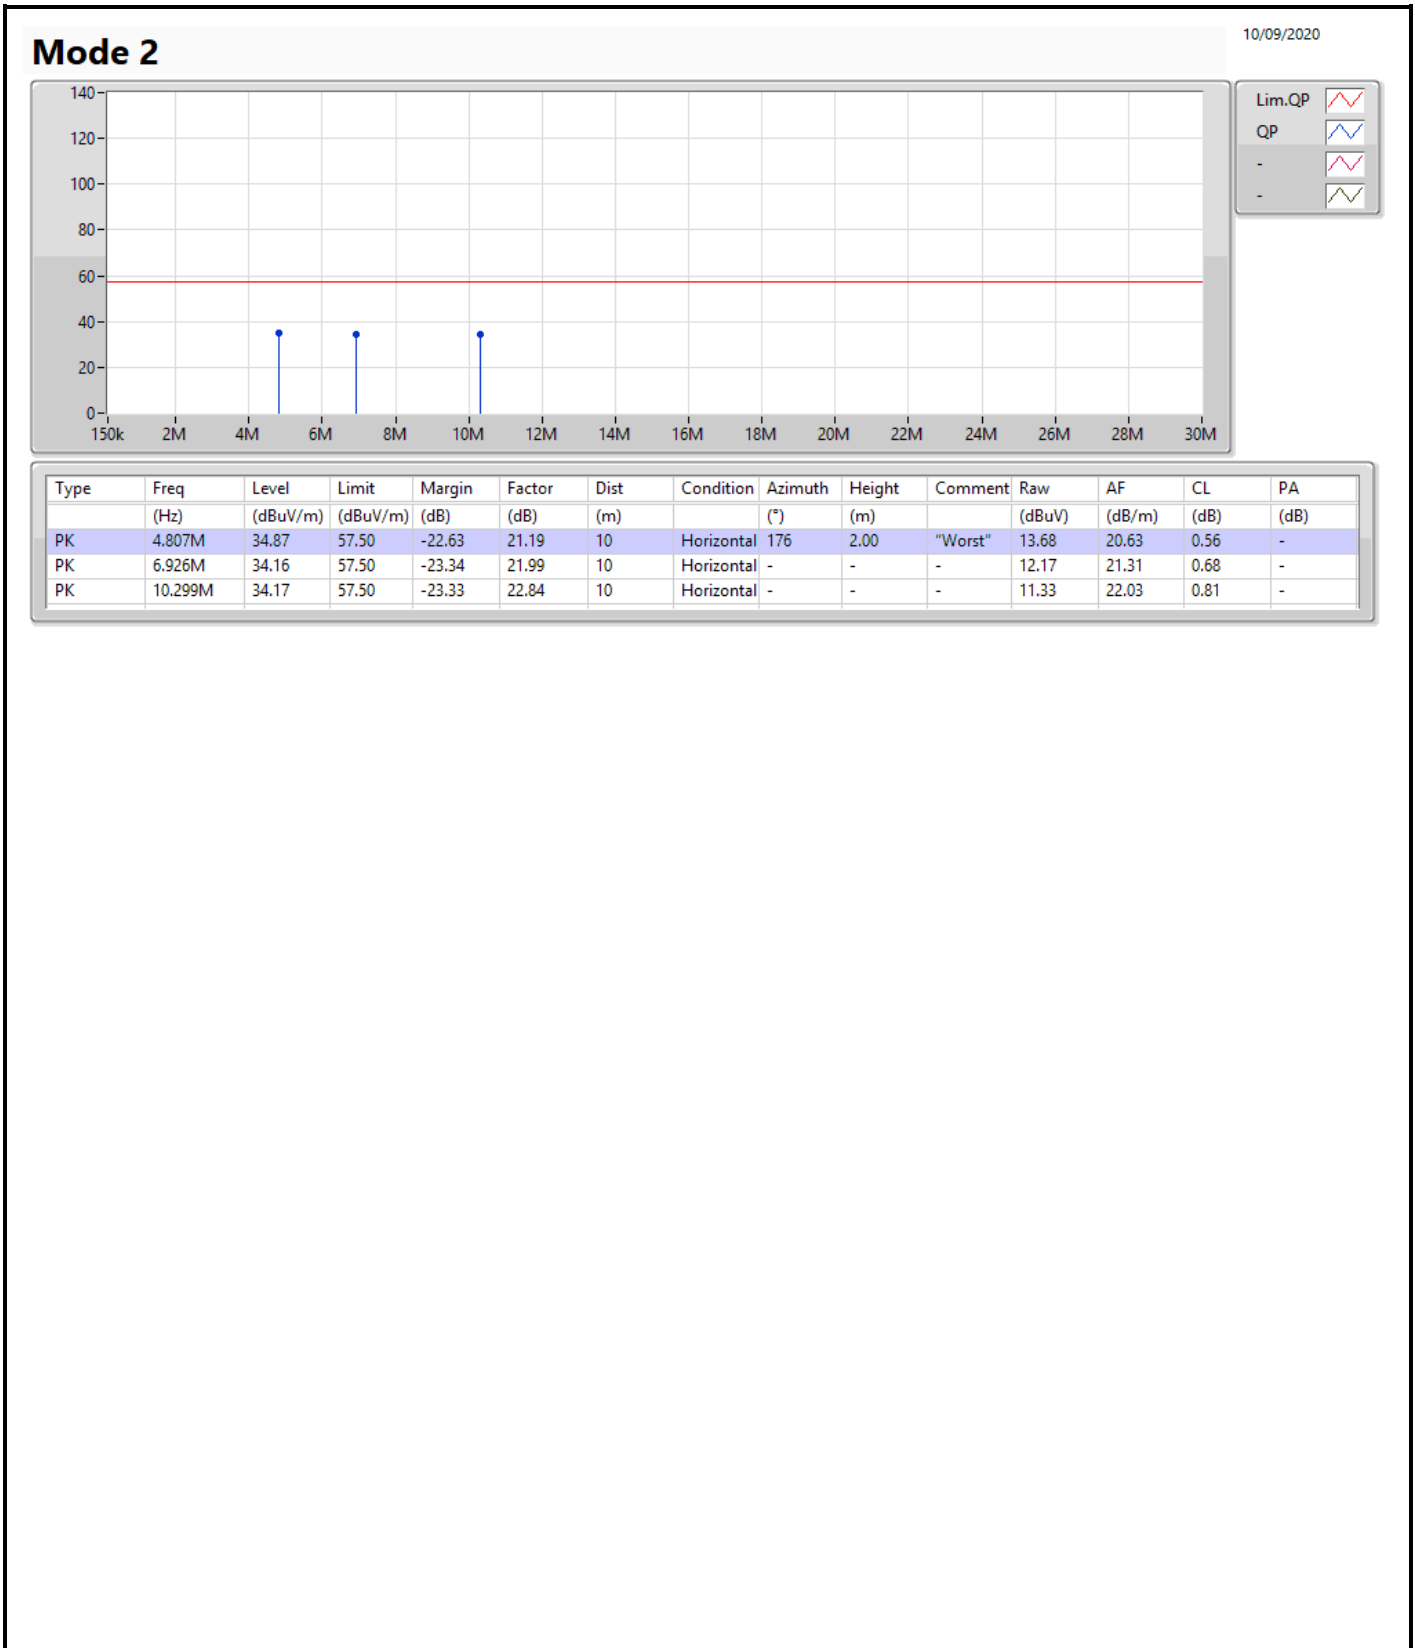 10/09/2020
Mode 2
140
120
100
80
60
40
20
0
150k 2M 4M 6M 8M 10M 12M 14M 16M 18M 20M 22M 24M 26M 28M 30M
Lim.QP
QP
-
-
Type Freq Level Limit Margin Factor Dist Condition Azimuth Height Comment Raw AF CL PA
(Hz) (dBuV/m) (dBuV/m) (dB) (dB) (m) (°) (m) (dBuV) (dB/m) (dB) (dB)
PK 4.807M 34.87 57.50 -22.63 21.19 10 Horizontal 176 2.00 "Worst" 13.68 20.63 0.56 -
PK 6.926M 34.16 57.50 -23.34 21.99 10 Horizontal - - - 12.17 21.31 0.68 -
PK 10.299M 34.17 57.50 -23.33 22.84 10 Horizontal - - - 11.33 22.03 0.81 -